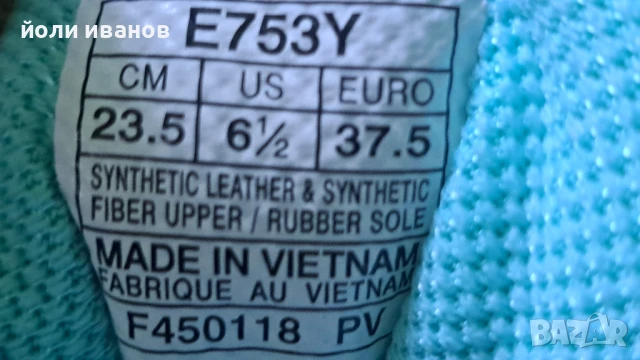 йоли иванов
E753Y
CM US EURO
23.5 6½ 37.5
SYNTHETIC LEATHER & SYNTHETIC
FIBER UPPER / RUBBER SOLE
MADE IN VIETNAM
FABRIQUE AU VIETNAM
F450118 PV
BAZAR